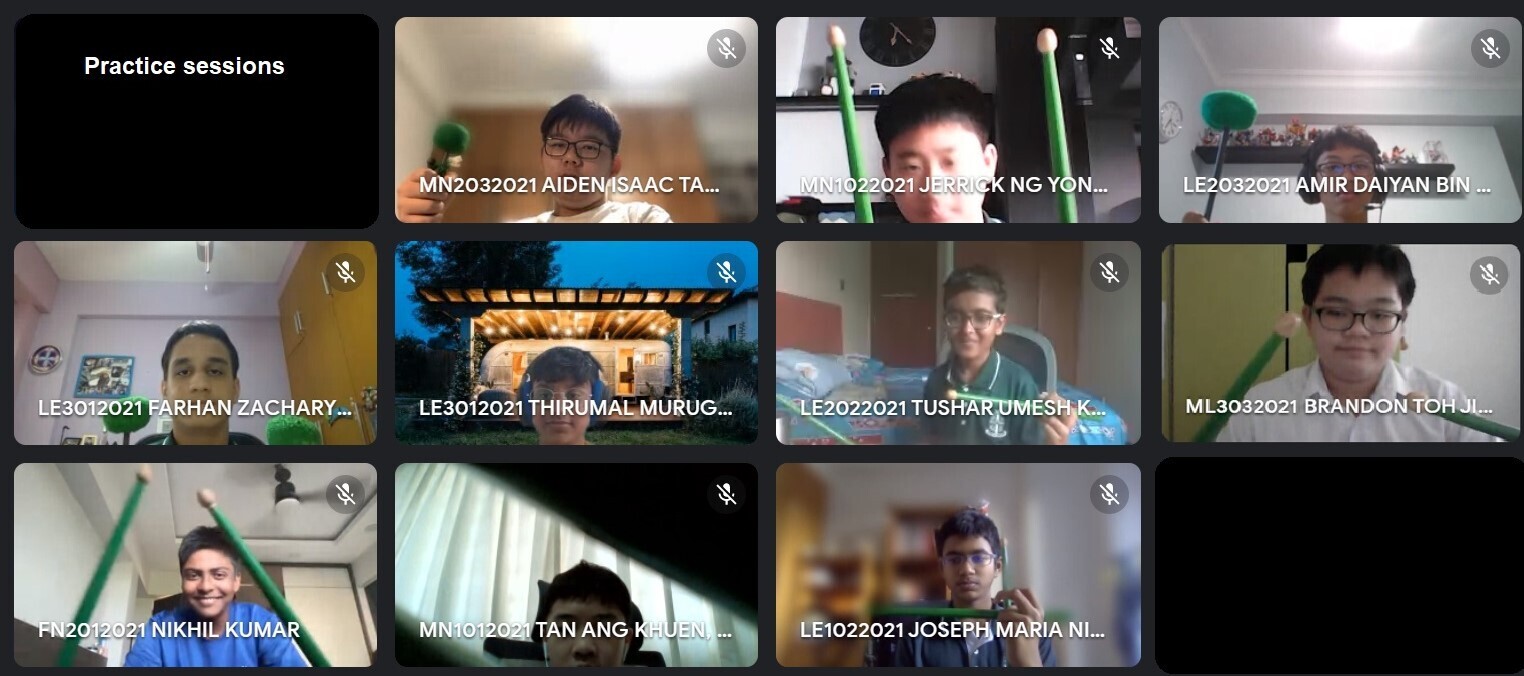 Practice sessions
MN2032021 AIDEN ISAAC TA...
MN1022021 JERRICK NG YON...
LE2032021 AMIR DAIYAN BIN ...
LE3012021 FARHAN ZACHARY...
LE3012021 THIRUMAL MURUG...
LE2022021 TUSHAR UMESH K...
ML3032021 BRANDON TOH JI...
FN2012021 NIKHIL KUMAR
MN1012021 TAN ANG KHUEN, ...
LE1022021 JOSEPH MARIA NI...